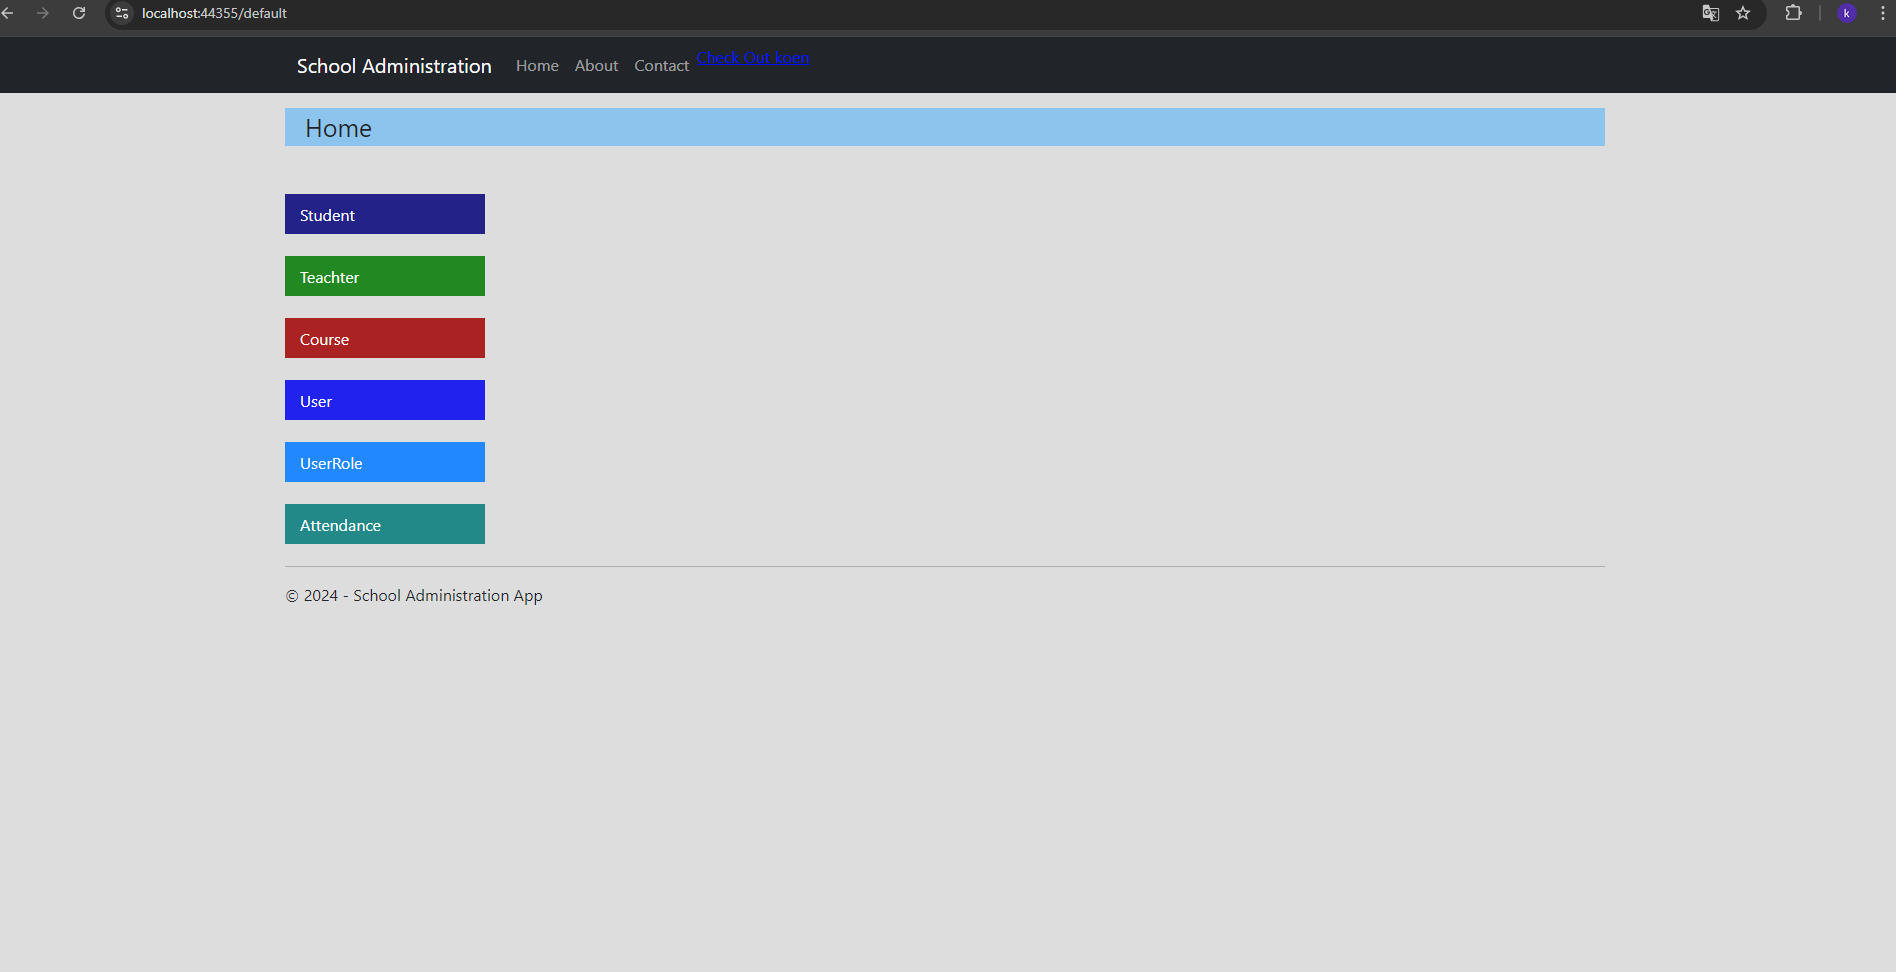 localhost:44355/default
k
School Administration Home About Contact Check Out koen
Home
Student
Teachter
Course
User
UserRole
Attendance
© 2024 - School Administration App